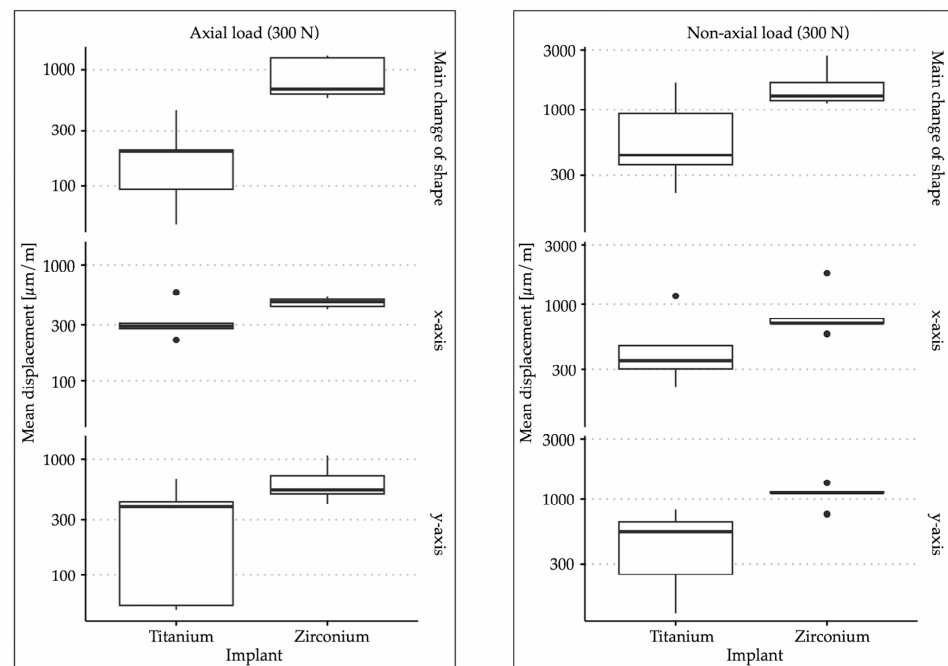 Axial load (300 N)
Mean displacement [µm/m]
1000
300
100
Main change of shape
1000
300
100
x-axis
1000
300
100
y-axis
Titanium
Zirconium
Implant
Non-axial load (300 N)
Mean displacement [µm/m]
3000
1000
300
Main change of shape
3000
1000
300
x-axis
3000
1000
300
y-axis
Titanium
Zirconium
Implant